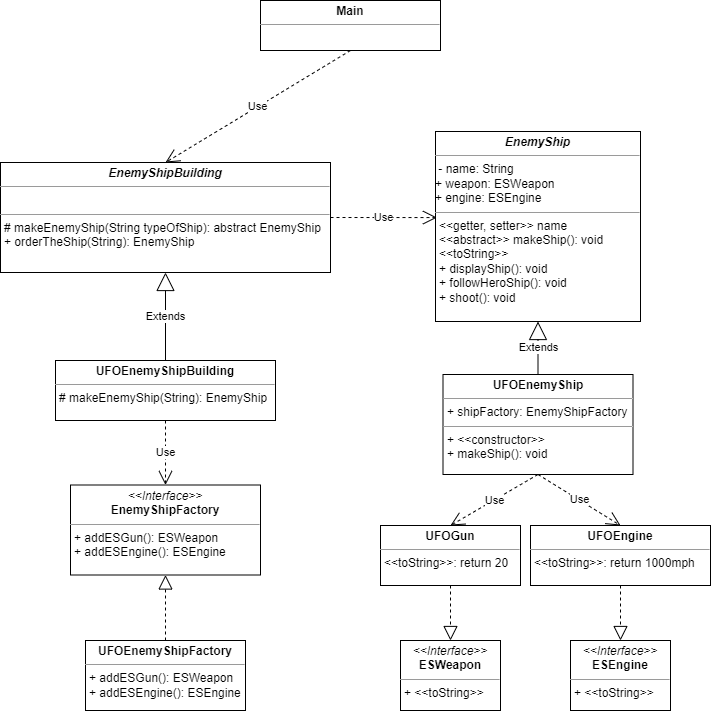 Main
Use
EnemyShipBuilding
# makeEnemyShip(String typeOfShip): abstract EnemyShip
+ orderTheShip(String): EnemyShip
Use
EnemyShip
- name: String
+ weapon: ESWeapon
+ engine: ESEngine
<<getter, setter>> name
<<abstract>> makeShip(): void
<<toString>>
+ displayShip(): void
+ followHeroShip(): void
+ shoot(): void
Extends
UFOEnemyShipBuilding
# makeEnemyShip(String): EnemyShip
Use
<<Interface>>
EnemyShipFactory
+ addESGun(): ESWeapon
+ addESEngine(): ESEngine
UFOEnemyShipFactory
+ addESGun(): ESWeapon
+ addESEngine(): ESEngine
Extends
UFOEnemyShip
+ shipFactory: EnemyShipFactory
+ <<constructor>>
+ makeShip(): void
Use
Use
UFOGun
<<toString>>: return 20
UFOEngine
<<toString>>: return 1000mph
<<Interface>>
ESWeapon
+ <<toString>>
<<Interface>>
ESEngine
+ <<toString>>